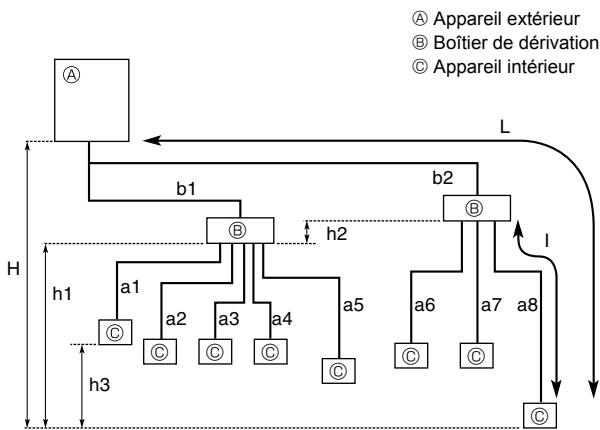 Ⓐ Appareil extérieur
Ⓑ Boîtier de dérivation
Ⓒ Appareil intérieur
Ⓐ
L
b1
b2
Ⓑ
Ⓑ
h2
l
H
h1
a1
a2
a3
a4
a5
a6
a7
a8
Ⓒ
Ⓒ
Ⓒ
Ⓒ
Ⓒ
Ⓒ
Ⓒ
h3
Ⓒ